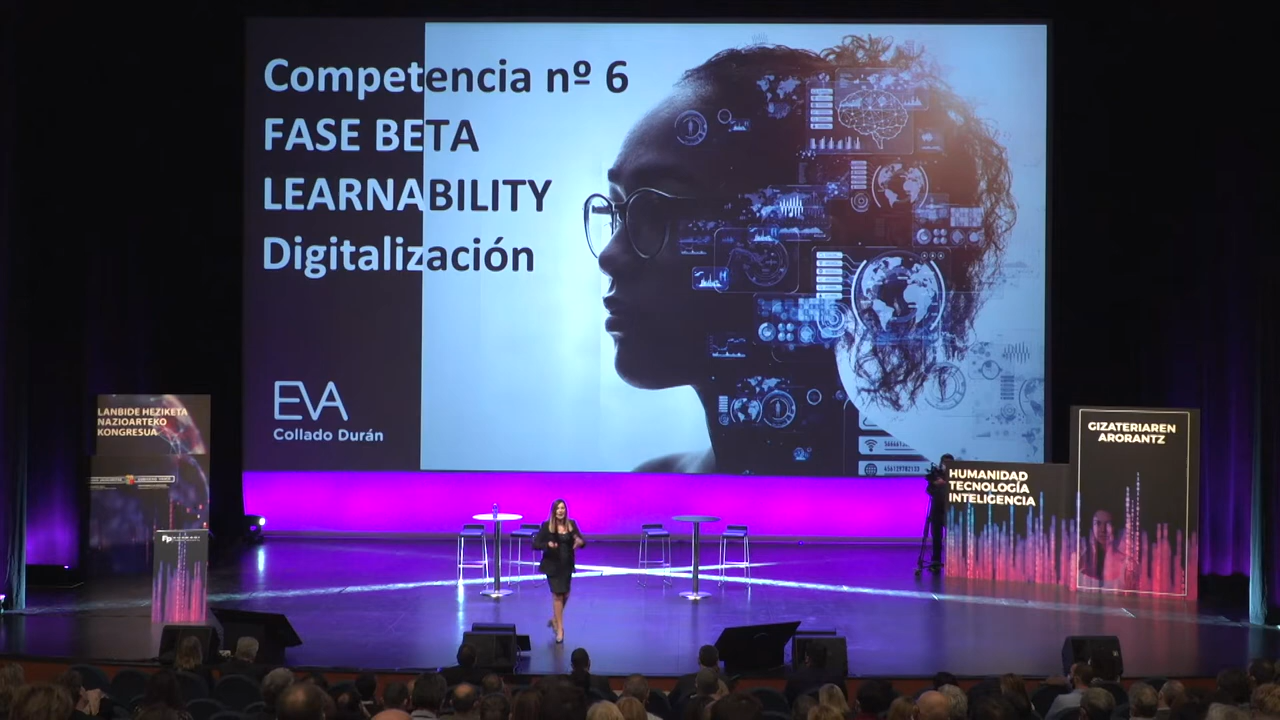 Competencia nº 6
FASE BETA
LEARNABILITY
Digitalización
EVA
Collado Durán
LANBIDE HEZIKETA
NAZIOARTEKO
KONGRESUA
HUMANIDAD
TECNOLOGÍA
INTELIGENCIA
GIZATERIAREN
ARORANTZ